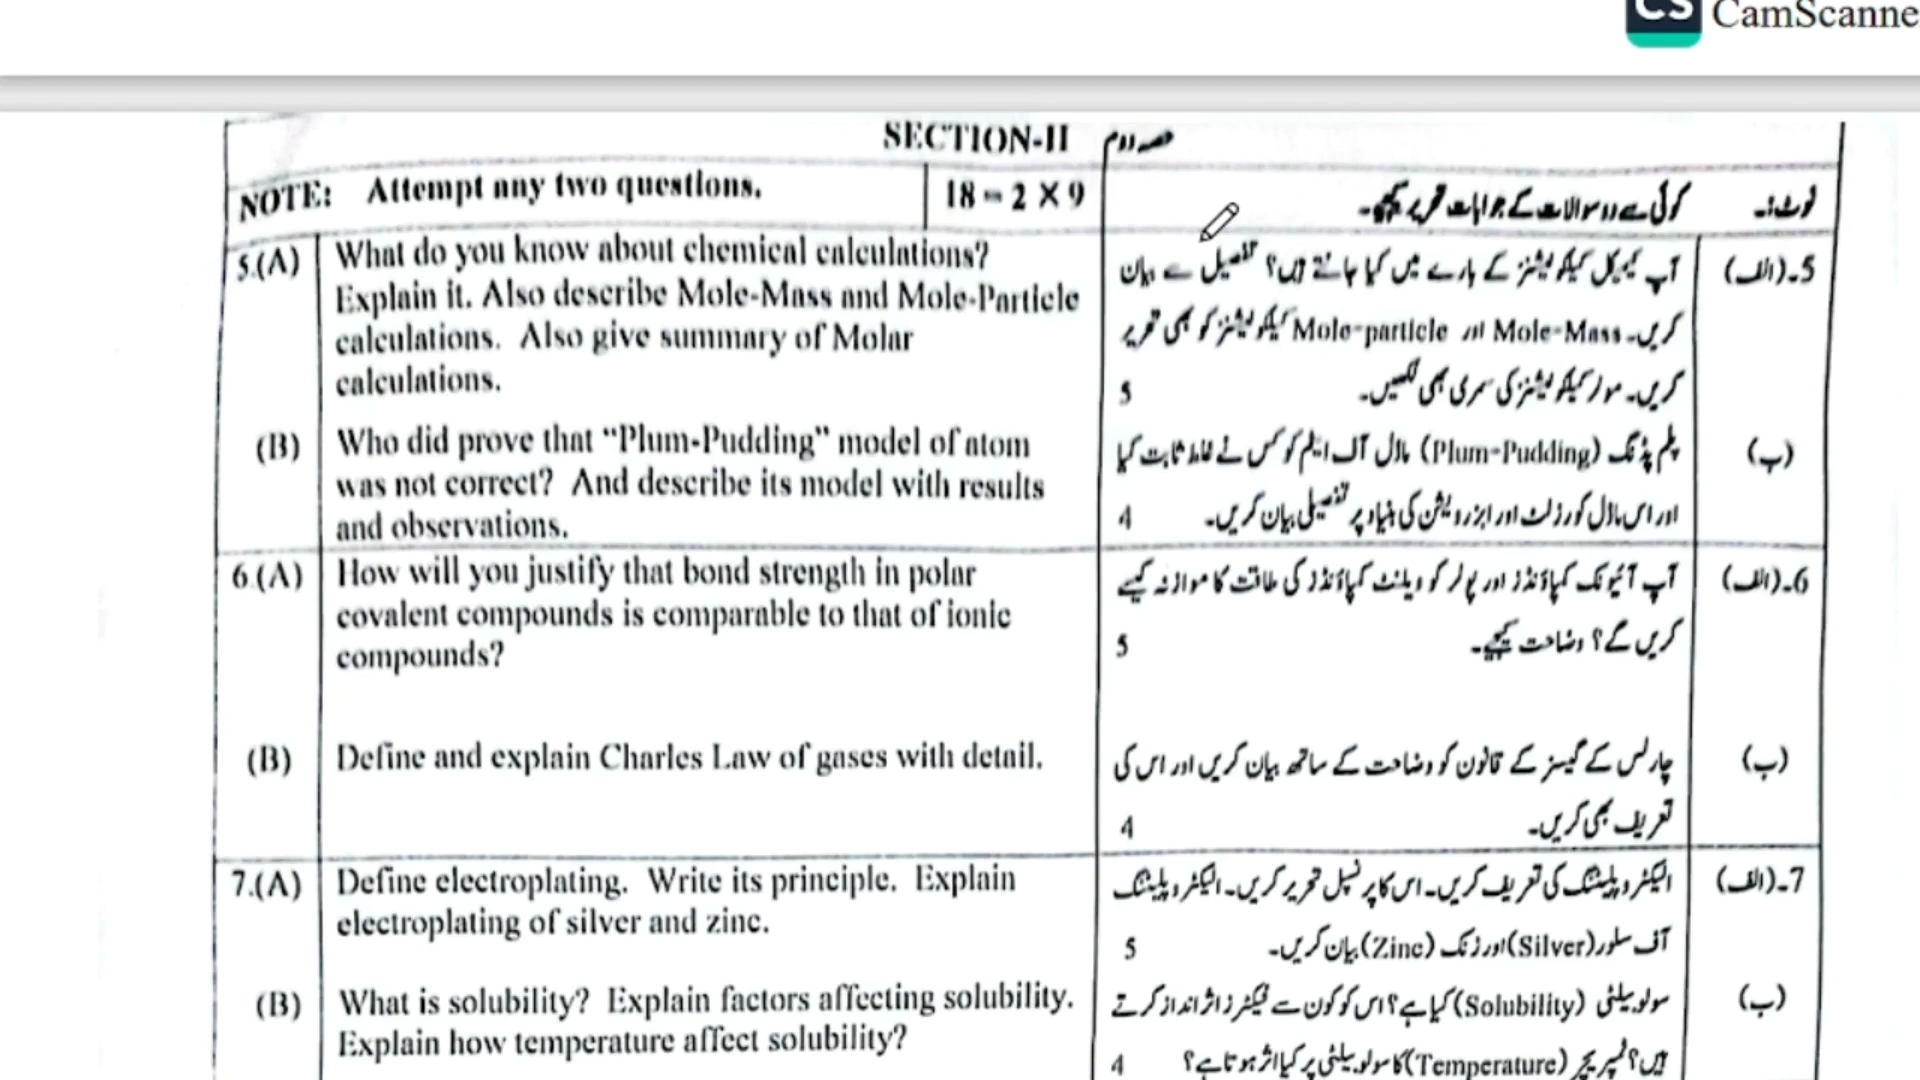 CS CamScanne
SECTION-II حصہ دوم
NOTE: Attempt any two questions. 18 = 2 × 9
نوٹ:۔ کوئی سے دو سوالات کے جوابات تحریر کیجئے۔
5.(A) What do you know about chemical calculations?
Explain it. Also describe Mole-Mass and Mole-Particle
calculations. Also give summary of Molar
calculations.
5۔(الف) آپ کیمیکل کیلکولیشنز کے بارے میں کیا جانتے ہیں؟ تفصیل سے بیان
کریں۔ Mole-Mass اور Mole-particle کیلکولیشنز کو بھی تحریر
کریں۔ مولر کیلکولیشنز کی سمری بھی لکھیں۔ 5
(B) Who did prove that “Plum-Pudding” model of atom
was not correct? And describe its model with results
and observations.
(ب) پلم پڈنگ (Plum-Pudding) ماڈل آف ایٹم کو کس نے غلط ثابت کیا
اور اس ماڈل کو رزلٹ اور ابزرویشن کی بنیاد پر تفصیلی بیان کریں۔ 4
6.(A) How will you justify that bond strength in polar
covalent compounds is comparable to that of ionic
compounds?
6۔(الف) آپ آئیونک کمپاؤنڈز اور پولر کوویلنٹ کمپاؤنڈز کی طاقت کا موازنہ کیسے
کریں گے؟ وضاحت کیجیے۔ 5
(B) Define and explain Charles Law of gases with detail.
(ب) چارلس کے گیسز کے قانون کو وضاحت کے ساتھ بیان کریں اور اس کی
تعریف بھی کریں۔ 4
7.(A) Define electroplating. Write its principle. Explain
electroplating of silver and zinc.
7۔(الف) الیکٹروپلیٹنگ کی تعریف کریں۔ اس کا پرنسپل تحریر کریں۔ الیکٹروپلیٹنگ
آف سلور(Silver) اور زنک (Zinc) بیان کریں۔ 5
(B) What is solubility? Explain factors affecting solubility.
Explain how temperature affect solubility?
(ب) سولوبیلٹی (Solubility) کیا ہے؟ اس کو کون سے فیکٹرز اثرانداز کرتے
ہیں؟ ٹمپریچر (Temperature) کا سولوبیلٹی پر کیا اثر ہوتا ہے؟ 4